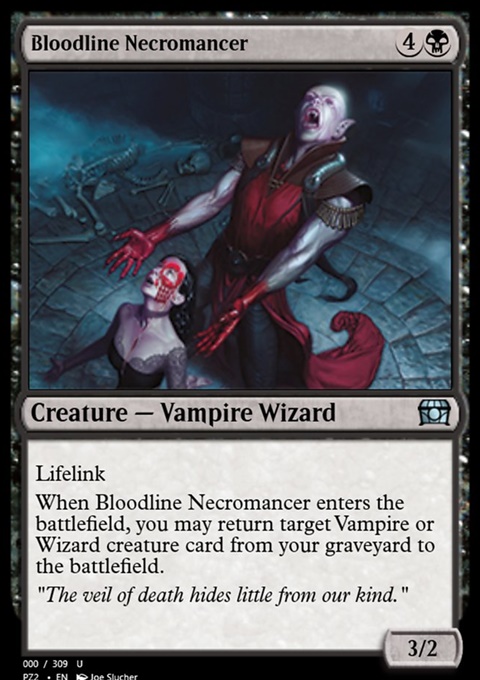 Bloodline Necromancer 4
Creature — Vampire Wizard
Lifelink
When Bloodline Necromancer enters the
battlefield, you may return target Vampire or
Wizard creature card from your graveyard to
the battlefield.
"The veil of death hides little from our kind."
3/2
000 / 309 U
PZ2 • EN Joe Slucher